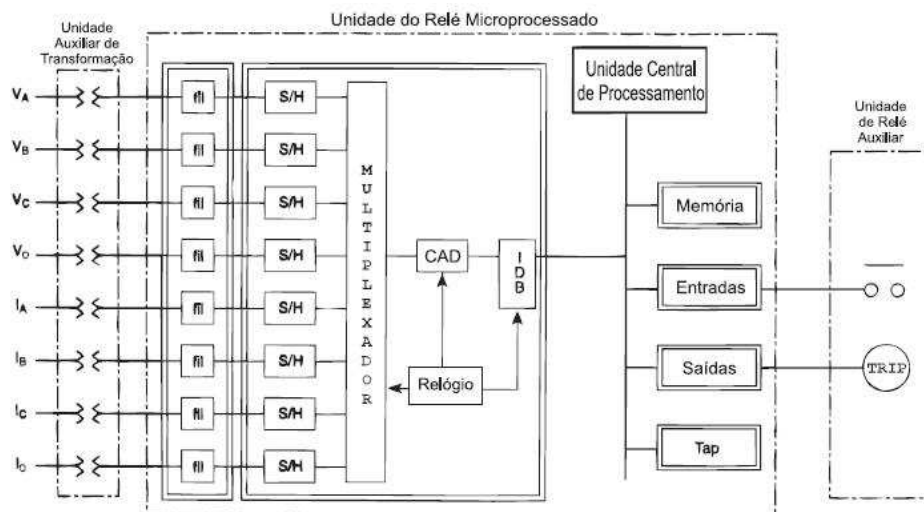 Unidade do Relé Microprocessado
Unidade
Auxiliar de
Transformação
Unidade Central
de Processamento
Unidade
de Relé
Auxiliar
VA
fil
S/H
VB
fil
S/H
VC
fil
S/H
VO
fil
S/H
IA
fil
S/H
IB
fil
S/H
IC
fil
S/H
IO
fil
S/H
MULTIPLEXADOR
CAD
IDB
Relógio
Memória
Entradas
Saídas
TRIP
Tap